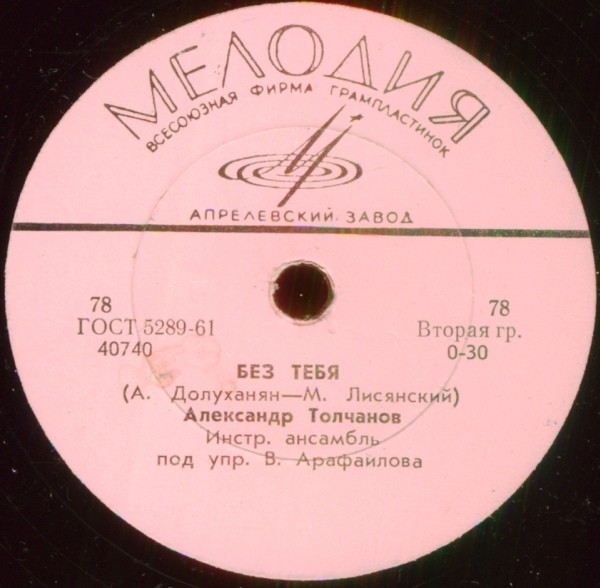 МЕЛОДИЯ
ВСЕСОЮЗНАЯ ФИРМА ГРАМПЛАСТИНОК
АПРЕЛЕВСКИЙ ЗАВОД
78
ГОСТ 5289-61
40740
78
Вторая гр.
0-30
БЕЗ ТЕБЯ
(А. Долуханян—М. Лисянский)
Александр Толчанов
Инстр. ансамбль
под упр. В. Арафаилова